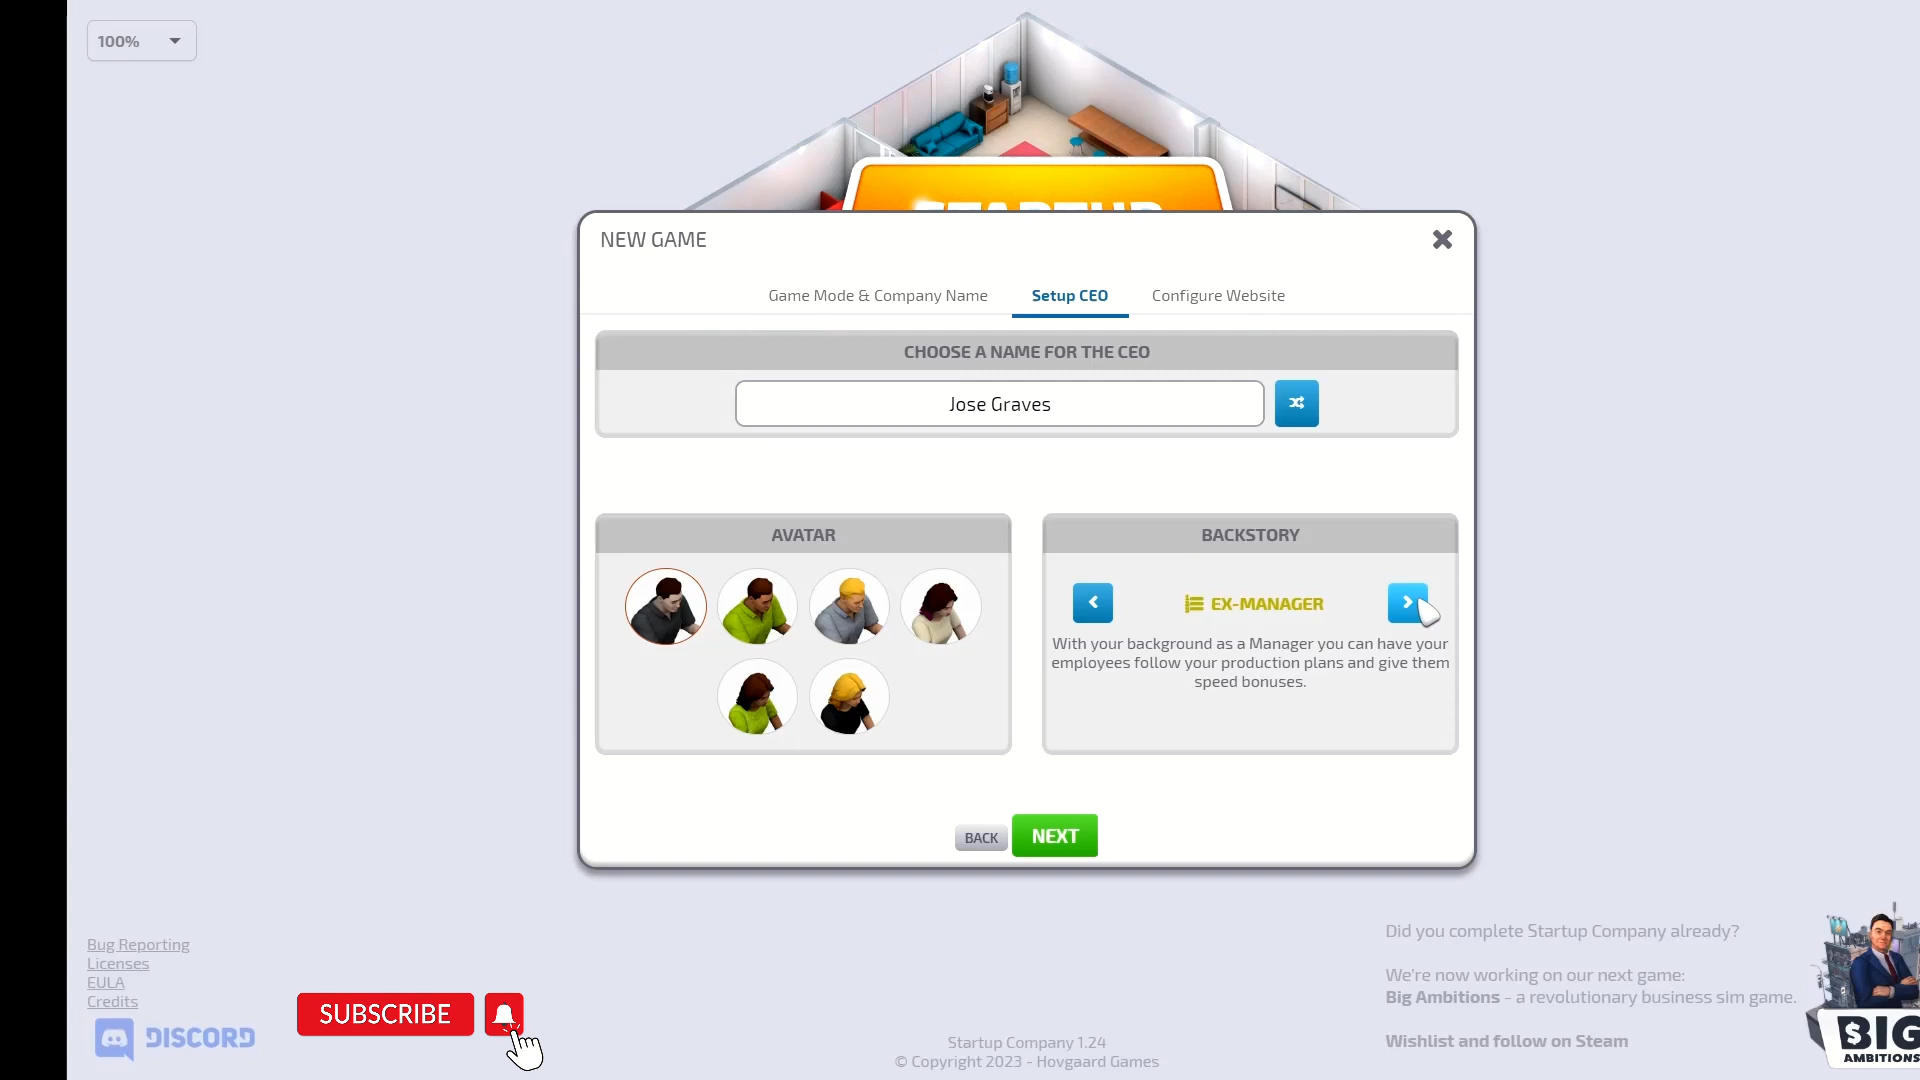 100%
STARTUP
NEW GAME
Game Mode & Company Name
Setup CEO
Configure Website
CHOOSE A NAME FOR THE CEO
Jose Graves
AVATAR
BACKSTORY
EX-MANAGER
With your background as a Manager you can have your
employees follow your production plans and give them
speed bonuses.
BACK
NEXT
Bug Reporting
Licenses
EULA
Credits
DISCORD
SUBSCRIBE
Startup Company 1.24
© Copyright 2023 - Hovgaard Games
Did you complete Startup Company already?
We're now working on our next game:
Big Ambitions - a revolutionary business sim game.
Wishlist and follow on Steam
BIG
AMBITIONS